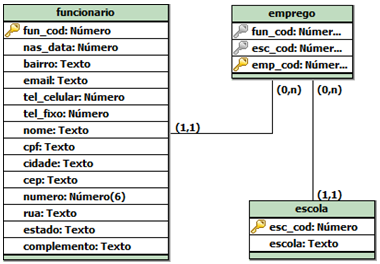 funcionario
fun_cod: Número
nas_data: Número
bairro: Texto
email: Texto
tel_celular: Número
tel_fixo: Número
nome: Texto
cpf: Texto
cidade: Texto
cep: Texto
numero: Número(6)
rua: Texto
estado: Texto
complemento: Texto
emprego
fun_cod: Númer...
esc_cod: Númer...
emp_cod: Númer...
(0,n)
(0,n)
(1,1)
(1,1)
escola
esc_cod: Número
escola: Texto